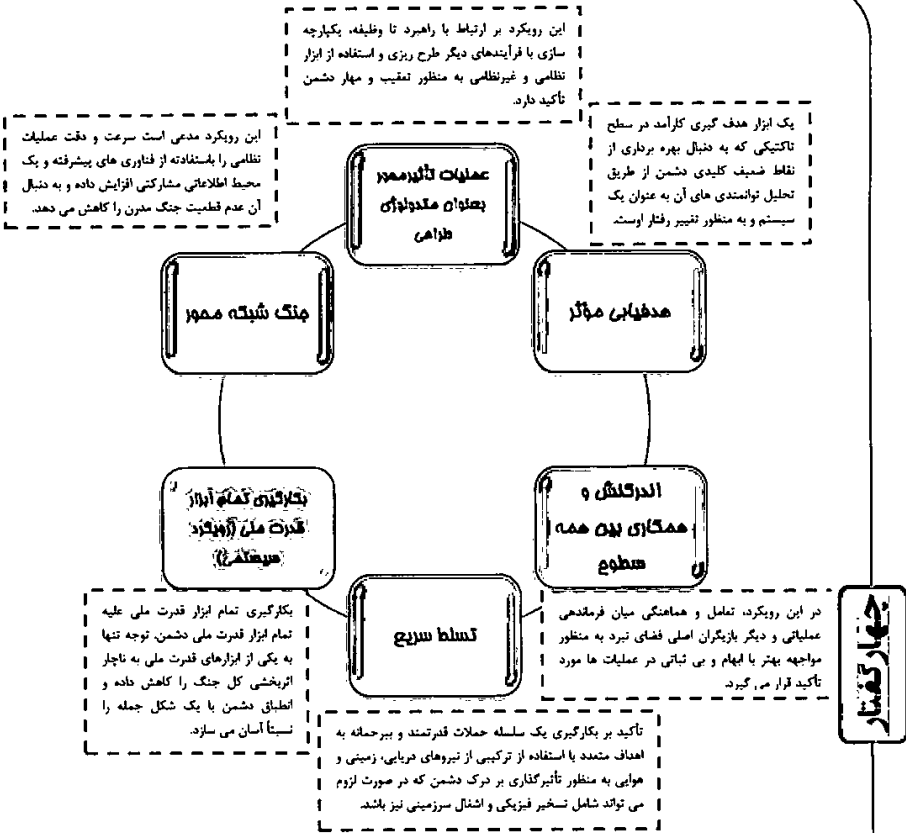 این رویکرد بر ارتباط با راهبرد تا وظیفه، یکپارچه
سازی با فرآیندهای دیگر طرح ریزی و استفاده از ابزار
نظامی و غیرنظامی به منظور تعقیب و مهار دشمن
تأکید دارد.
عملیات تأثیرمحور
بعنوان متدولوژی
طراحی
یک ابزار هدف گیری کارآمد در سطح
تاکتیکی که به دنبال بهره برداری از
نقاط ضعیف کلیدی دشمن از طریق
تحلیل توانمندی های آن به عنوان یک
سیستم و به منظور تغییر رفتار اوست.
هدفیابی مؤثر
این رویکرد مدعی است سرعت و دقت عملیات
نظامی را باستفادته از فناوری های پیشرفته و یک
محیط اطلاعاتی مشارکتی افزایش داده و به دنبال
آن عدم قطعیت جنگ مدرن را کاهش می دهد.
جنگ شبکه محور
اندرکنش و
همکاری بین همه
سطوح
در این رویکرد، تعامل و هماهنگی میان فرماندهی
عملیاتی و دیگر بازیگران اصلی فضای نبرد به منظور
مواجهه بهتر با ابهام و بی ثباتی در عملیات ها مورد
تأکید قرار می گیرد.
بکارگیری تمام ابزار
قدرت ملی (رویکرد
سیستمی)
بکارگیری تمام ابزار قدرت ملی علیه
تمام ابزار قدرت ملی دشمن. توجه تنها
به یکی از ابزارهای قدرت ملی به ناچار
اثربخشی کل جنگ را کاهش داده و
انطباق دشمن با یک شکل جمله را
نسبتاً آسان می سازد.
تسلط سریع
تأکید بر بکارگیری یک سلسله حملات قدرتمند و بیرحمانه به
اهداف متعدد با استفاده از ترکیبی از نیروهای دریایی، زمینی و
هوایی به منظور تأثیرگذاری بر درک دشمن که در صورت لزوم
می تواند شامل تسخیر فیزیکی و اشغال سرزمینی نیز باشد.
چهارگفتار